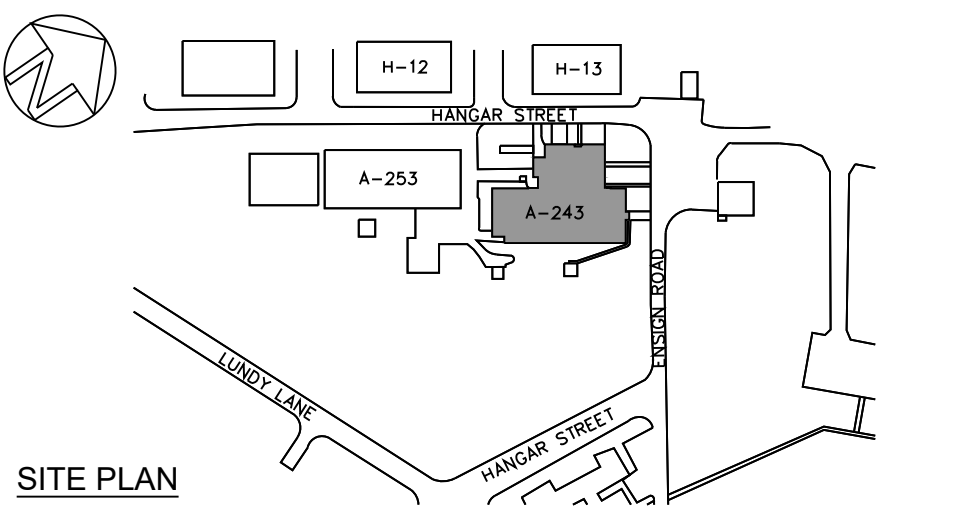 N
H-12
H-13
HANGAR STREET
A-253
A-243
ENSIGN ROAD
LUNDY LANE
HANGAR STREET
SITE PLAN